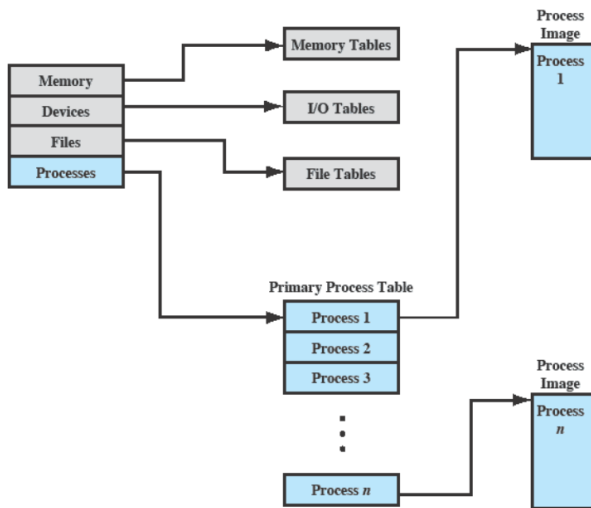 Process
Image
Process
1
Memory Tables
Memory
Devices
Files
Processes
I/O Tables
File Tables
Primary Process Table
Process 1
Process 2
Process 3
Process n
Process
Image
Process
n